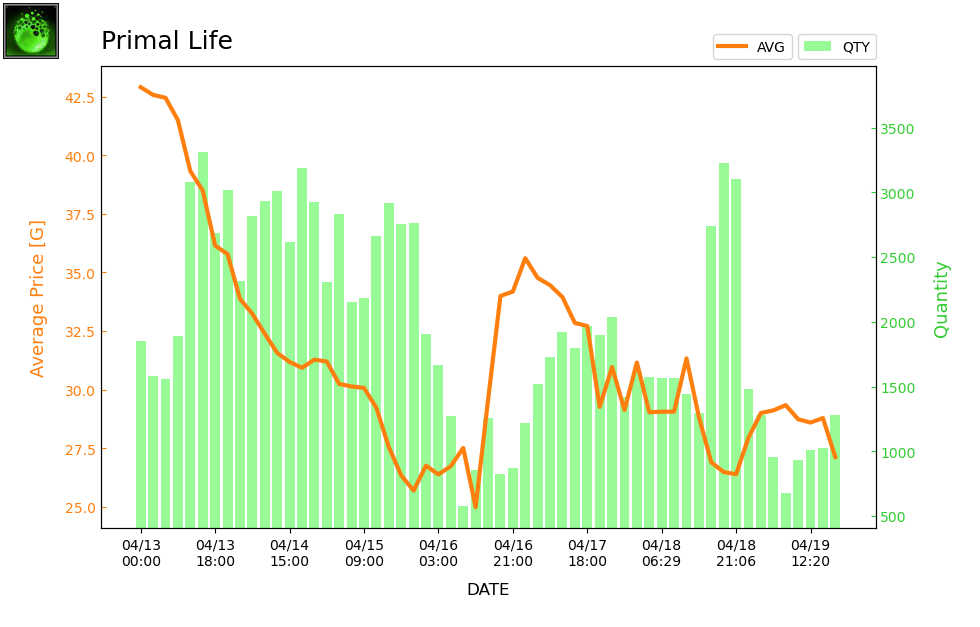 Primal Life
AVG
QTY
42.5
40.0
37.5
35.0
32.5
30.0
27.5
25.0
Average Price [G]
3500
3000
2500
2000
1500
1000
500
Quantity
04/13 04/13 04/14 04/15 04/16 04/16 04/17 04/18 04/18 04/19
00:00 18:00 15:00 09:00 03:00 21:00 18:00 06:29 21:06 12:20
DATE